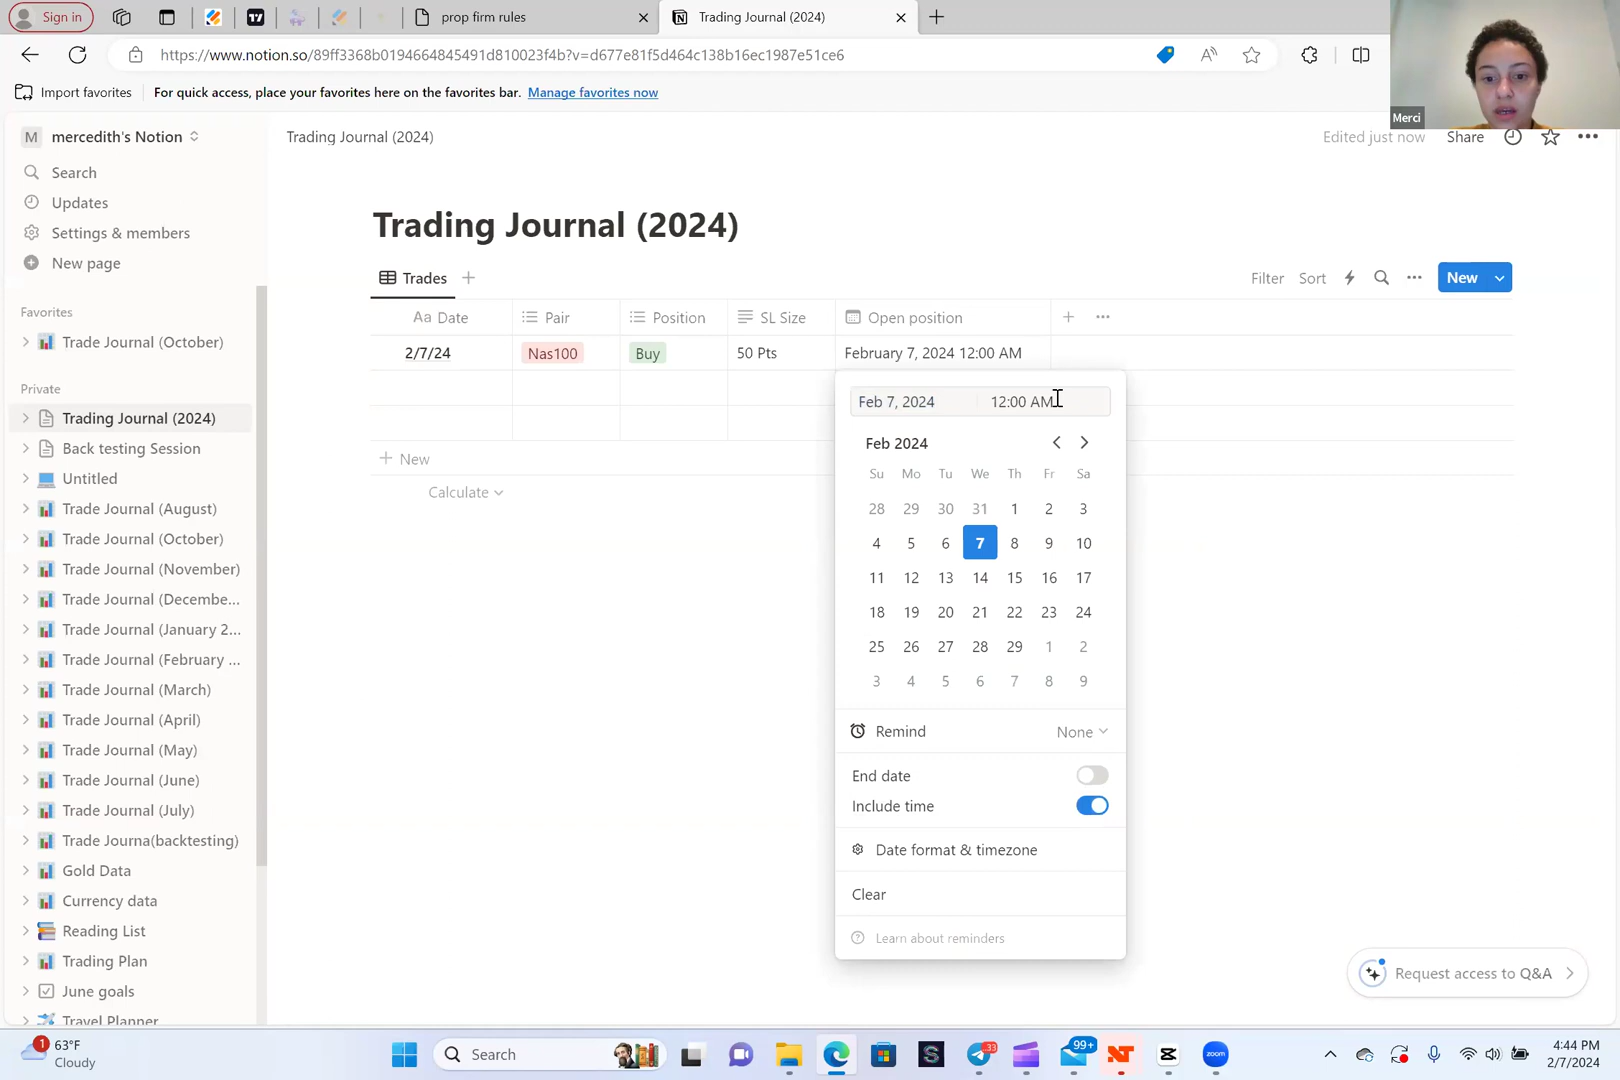 Sign in
prop firm rules
Trading Journal (2024)
https://www.notion.so/89ff3368b0194664845491d810023f4b?v=d677e81f5d464c138b16ec1987e51ce6
Import favorites
For quick access, place your favorites here on the favorites bar. Manage favorites now
Merci
M mercedith's Notion
Trading Journal (2024)
Edited just now Share
Search
Updates
Settings & members
New page
Favorites
Trade Journal (October)
Private
Trading Journal (2024)
Back testing Session
Untitled
Trade Journal (August)
Trade Journal (October)
Trade Journal (November)
Trade Journal (Decembe...
Trade Journal (January 2...
Trade Journal (February ...
Trade Journal (March)
Trade Journal (April)
Trade Journal (May)
Trade Journal (June)
Trade Journal (July)
Trade Journa(backtesting)
Gold Data
Currency data
Reading List
Trading Plan
June goals
Travel Planner
Trading Journal (2024)
Trades
Filter Sort New
Aa Date Pair Position SL Size Open position
2/7/24 Nas100 Buy 50 Pts February 7, 2024 12:00 AM
New
Calculate
Feb 7, 2024 12:00 AM
Feb 2024
Su Mo Tu We Th Fr Sa
28 29 30 31 1 2 3
4 5 6 7 8 9 10
11 12 13 14 15 16 17
18 19 20 21 22 23 24
25 26 27 28 29 1 2
3 4 5 6 7 8 9
Remind None
End date
Include time
Date format & timezone
Clear
Learn about reminders
Request access to Q&A
1
63°F
Cloudy
Search
33
99+
NT
zoom
4:44 PM
2/7/2024